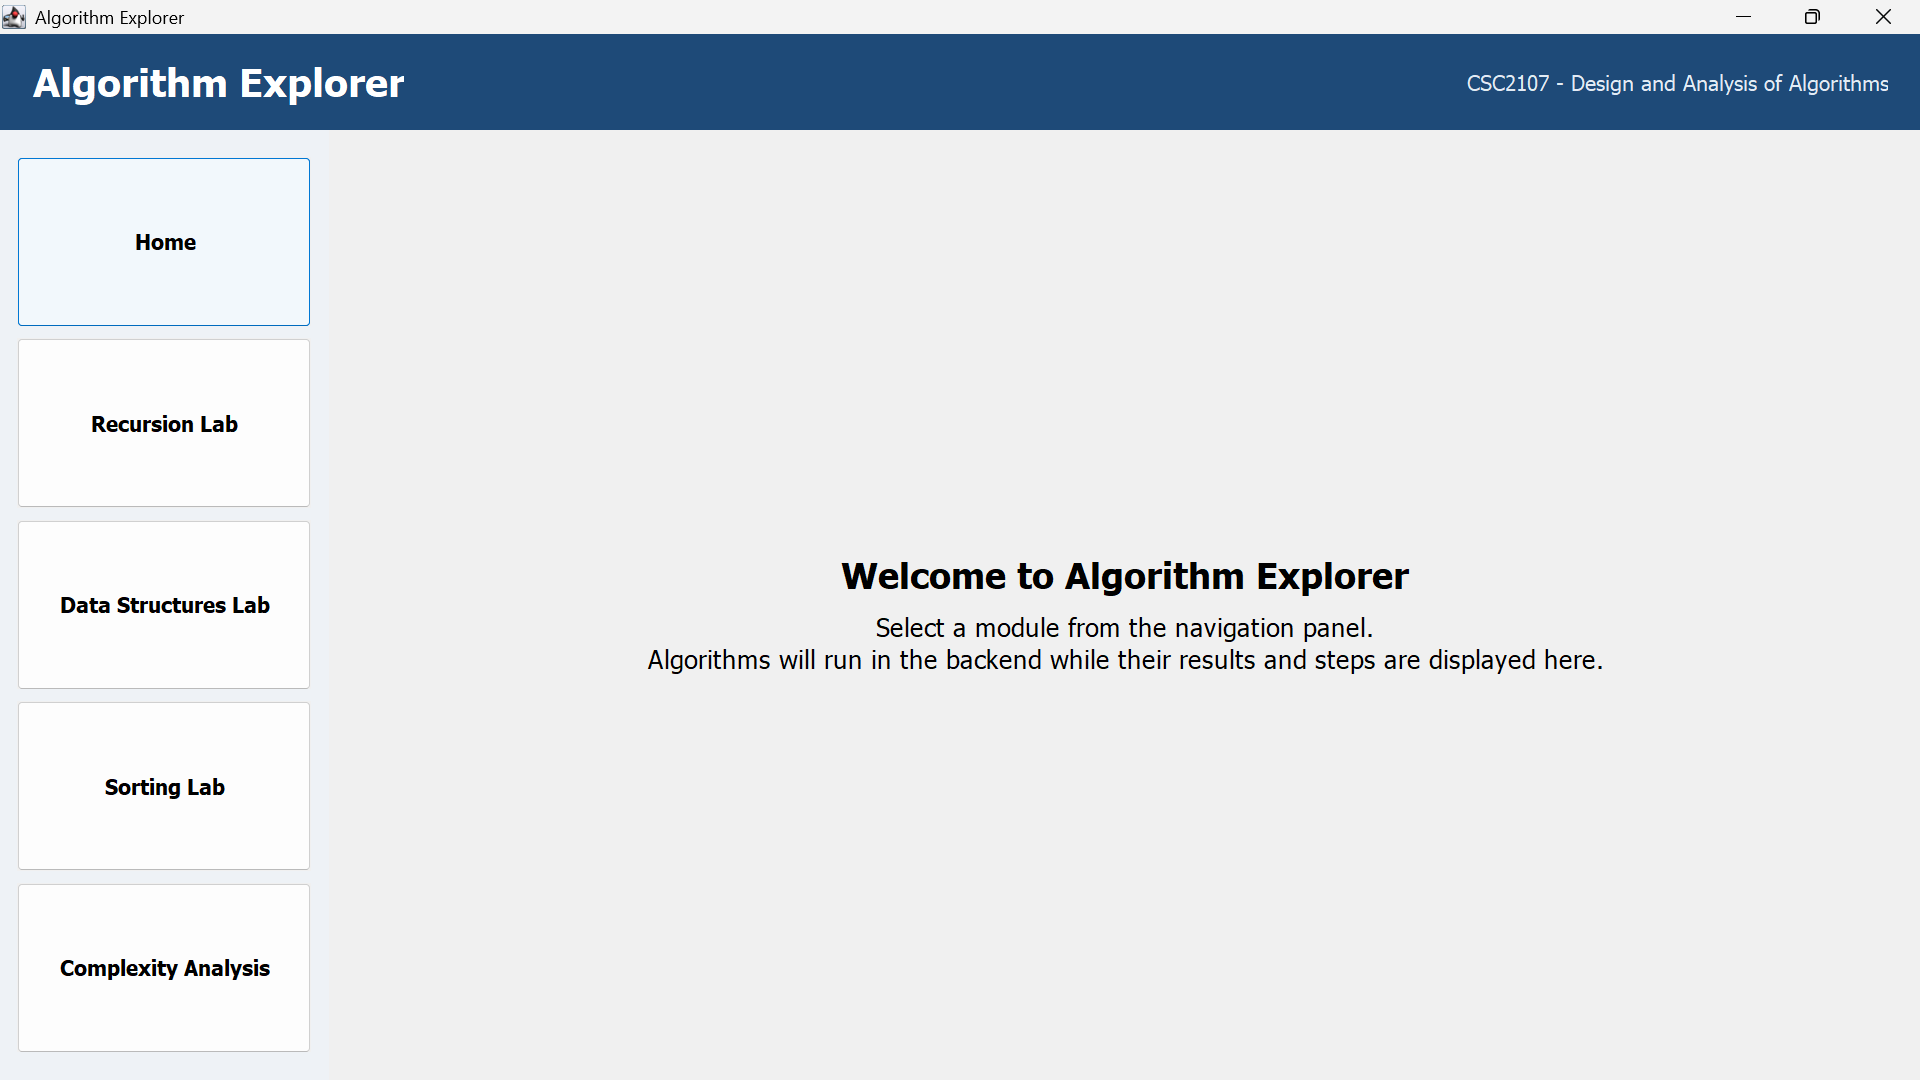 Algorithm Explorer
Algorithm Explorer
CSC2107 - Design and Analysis of Algorithms
Home
Recursion Lab
Data Structures Lab
Sorting Lab
Complexity Analysis
Welcome to Algorithm Explorer
Select a module from the navigation panel.
Algorithms will run in the backend while their results and steps are displayed here.